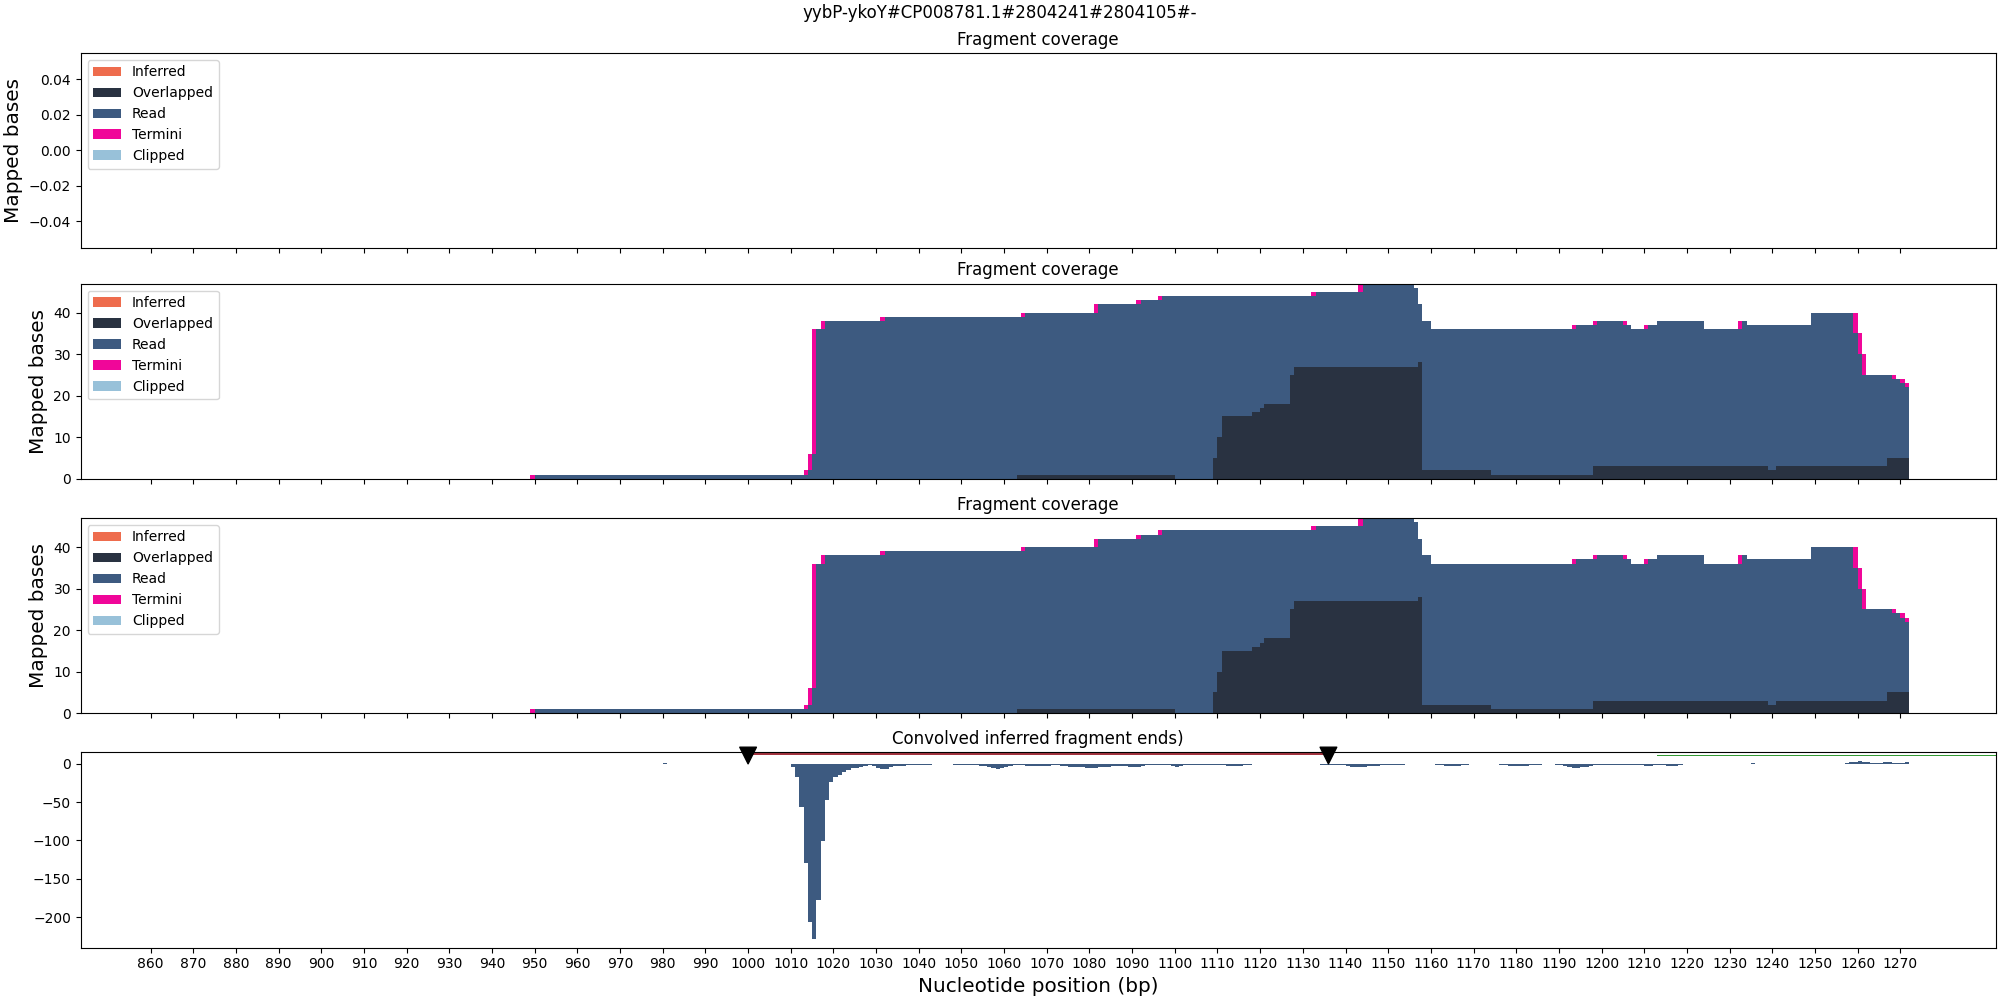 yybP-ykoY#CP008781.1#2804241#2804105#-
Fragment coverage
Mapped bases
0.04
0.02
0.00
−0.02
−0.04
Inferred
Overlapped
Read
Termini
Clipped
Fragment coverage
Mapped bases
40
30
20
10
0
Inferred
Overlapped
Read
Termini
Clipped
Fragment coverage
Mapped bases
40
30
20
10
0
Inferred
Overlapped
Read
Termini
Clipped
Convolved inferred fragment ends)
0
−50
−100
−150
−200
860 870 880 890 900 910 920 930 940 950 960 970 980 990 1000 1010 1020 1030 1040 1050 1060 1070 1080 1090 1100 1110 1120 1130 1140 1150 1160 1170 1180 1190 1200 1210 1220 1230 1240 1250 1260 1270
Nucleotide position (bp)